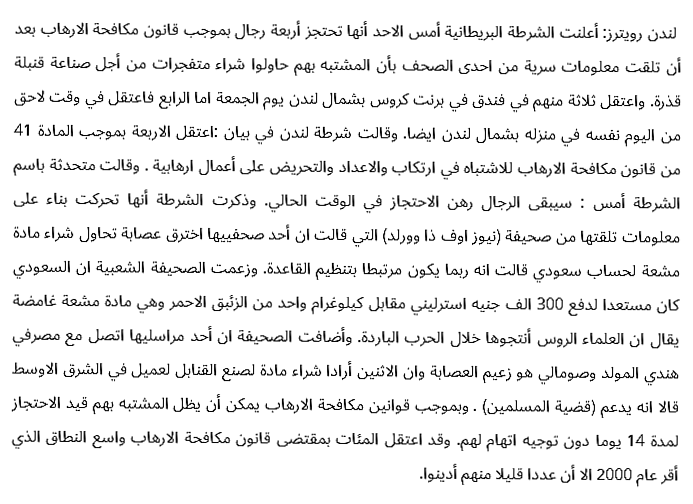 لندن رويترز: أعلنت الشرطة البريطانية أمس الاحد أنها تحتجز أربعة رجال بموجب قانون مكافحة الارهاب بعد
أن تلقت معلومات سرية من احدى الصحف بأن المشتبه بهم حاولوا شراء متفجرات من أجل صناعة قنبلة
قذرة. واعتقل ثلاثة منهم في فندق في برنت كروس بشمال لندن يوم الجمعة اما الرابع فاعتقل في وقت لاحق
من اليوم نفسه في منزله بشمال لندن ايضا. وقالت شرطة لندن في بيان :اعتقل الاربعة بموجب المادة 41
من قانون مكافحة الارهاب للاشتباه في ارتكاب والاعداد والتحريض على أعمال ارهابية . وقالت متحدثة باسم
الشرطة أمس : سيبقى الرجال رهن الاحتجاز في الوقت الحالي. وذكرت الشرطة أنها تحركت بناء على
معلومات تلقتها من صحيفة (نيوز اوف ذا وورلد) التي قالت ان أحد صحفييها اخترق عصابة تحاول شراء مادة
مشعة لحساب سعودي قالت انه ربما يكون مرتبطا بتنظيم القاعدة. وزعمت الصحيفة الشعبية ان السعودي
كان مستعدا لدفع 300 الف جنيه استرليني مقابل كيلوغرام واحد من الزئبق الاحمر وهي مادة مشعة غامضة
يقال ان العلماء الروس أنتجوها خلال الحرب الباردة. وأضافت الصحيفة ان أحد مراسليها اتصل مع مصرفي
هندي المولد وصومالي هو زعيم العصابة وان الاثنين أرادا شراء مادة لصنع القنابل لعميل في الشرق الاوسط
قالا انه يدعم (قضية المسلمين) . وبموجب قوانين مكافحة الارهاب يمكن أن يظل المشتبه بهم قيد الاحتجاز
لمدة 14 يوما دون توجيه اتهام لهم. وقد اعتقل المئات بمقتضى قانون مكافحة الارهاب واسع النطاق الذي
أقر عام 2000 الا أن عددا قليلا منهم أدينوا.